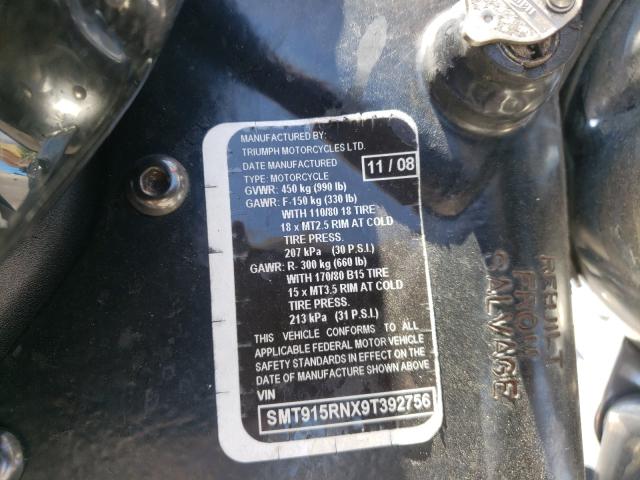 MANUFACTURED BY:
TRIUMPH MOTORCYCLES LTD.
DATE MANUFACTURED 11 / 08
TYPE: MOTORCYCLE
GVWR: 450 kg (990 lb)
GAWR: F-150 kg (330 lb)
WITH 110/80 18 TIRE
18 x MT2.5 RIM AT COLD
TIRE PRESS.
207 kPa (30 P.S.I.)
GAWR: R- 300 kg (660 lb)
WITH 170/80 B15 TIRE
15 x MT3.5 RIM AT COLD
TIRE PRESS.
213 kPa (31 P.S.I.)
THIS VEHICLE CONFORMS TO ALL
APPLICABLE FEDERAL MOTOR VEHICLE
SAFETY STANDARDS IN EFFECT ON THE
DATE OF MANUFACTURE SHOWN ABOVE
VIN
SMT915RNX9T392756
REBUILT
FROM
SALVAGE